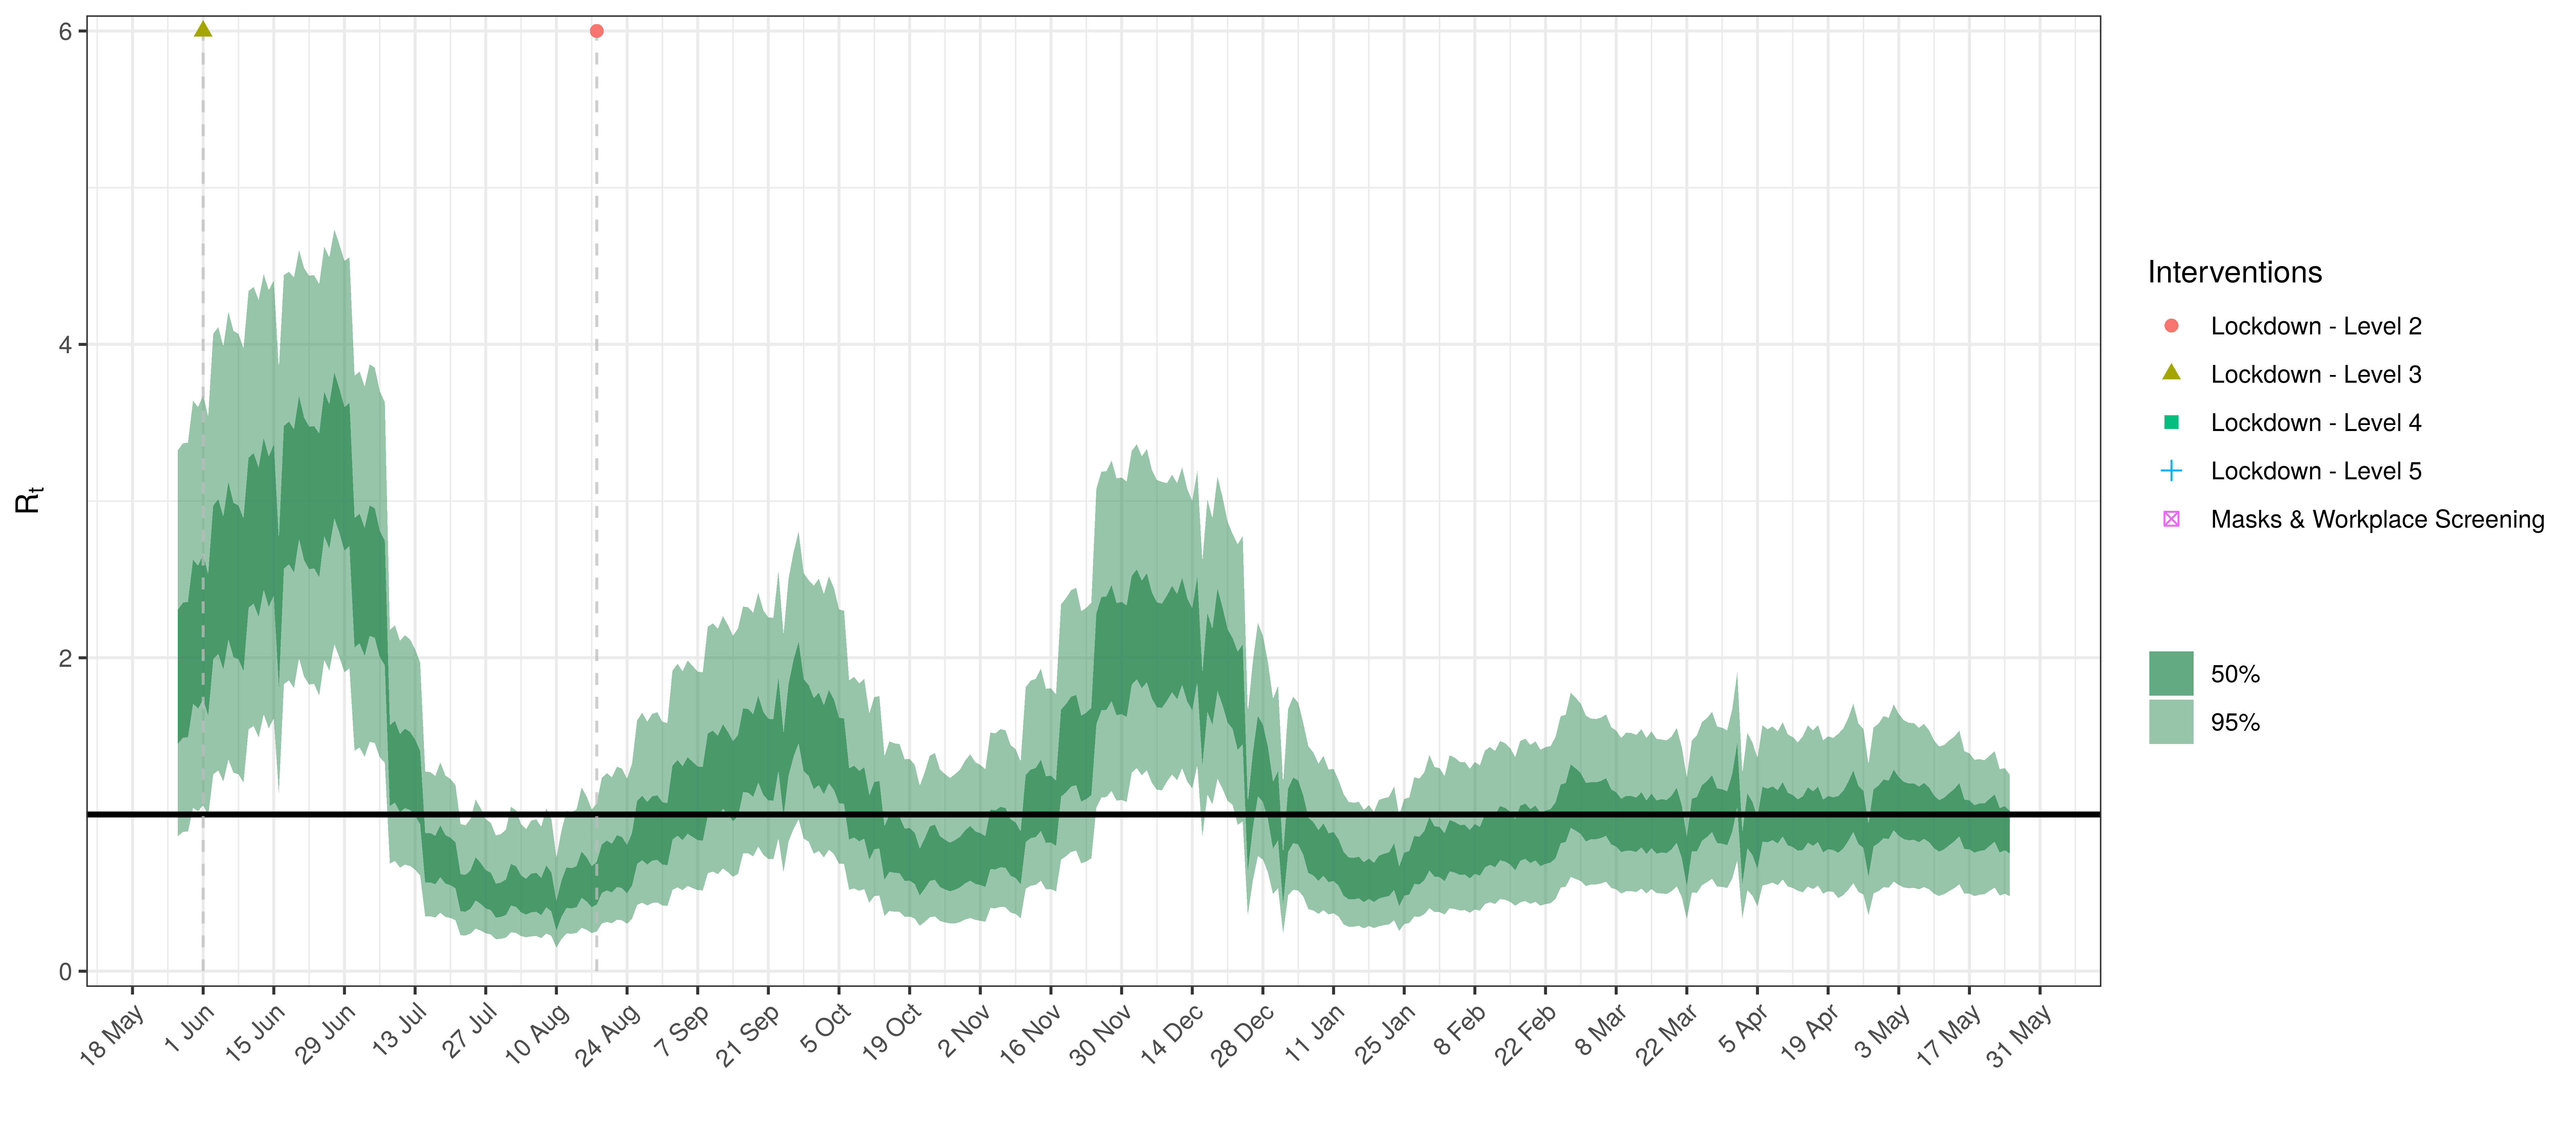 6
4
2
0
Rt
18 May
1 Jun
15 Jun
29 Jun
13 Jul
27 Jul
10 Aug
24 Aug
7 Sep
21 Sep
5 Oct
19 Oct
2 Nov
16 Nov
30 Nov
14 Dec
28 Dec
11 Jan
25 Jan
8 Feb
22 Feb
8 Mar
22 Mar
5 Apr
19 Apr
3 May
17 May
31 May
Interventions
Lockdown - Level 2
Lockdown - Level 3
Lockdown - Level 4
Lockdown - Level 5
Masks & Workplace Screening
50%
95%